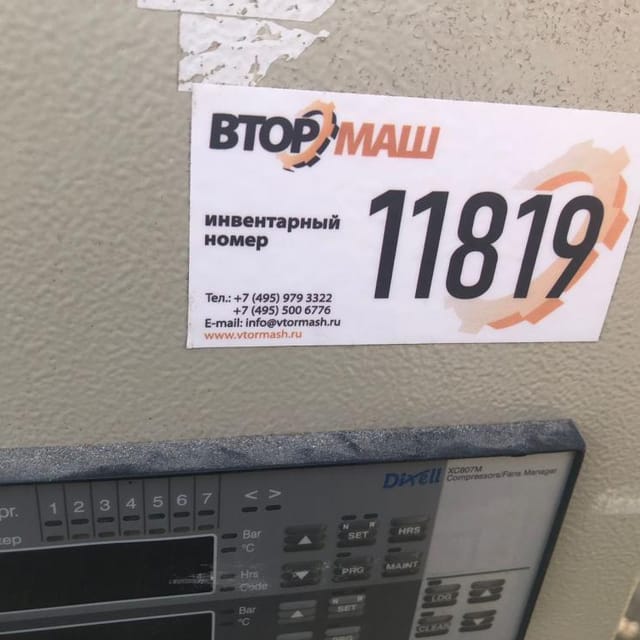 ВТОР МАШ
инвентарный
номер
11819
Тел.: +7 (495) 979 3322
+7 (495) 500 6776
E-mail: info@vtormash.ru
www.vtormash.ru
Dixell XC807M
Compressors/Fans Manager
1 2 3 4 5 6 7
< >
Bar
°C
SET
HRS
Hrs
Code
PRG
MAINT
Bar
°C
SET
LOG
CLEAR